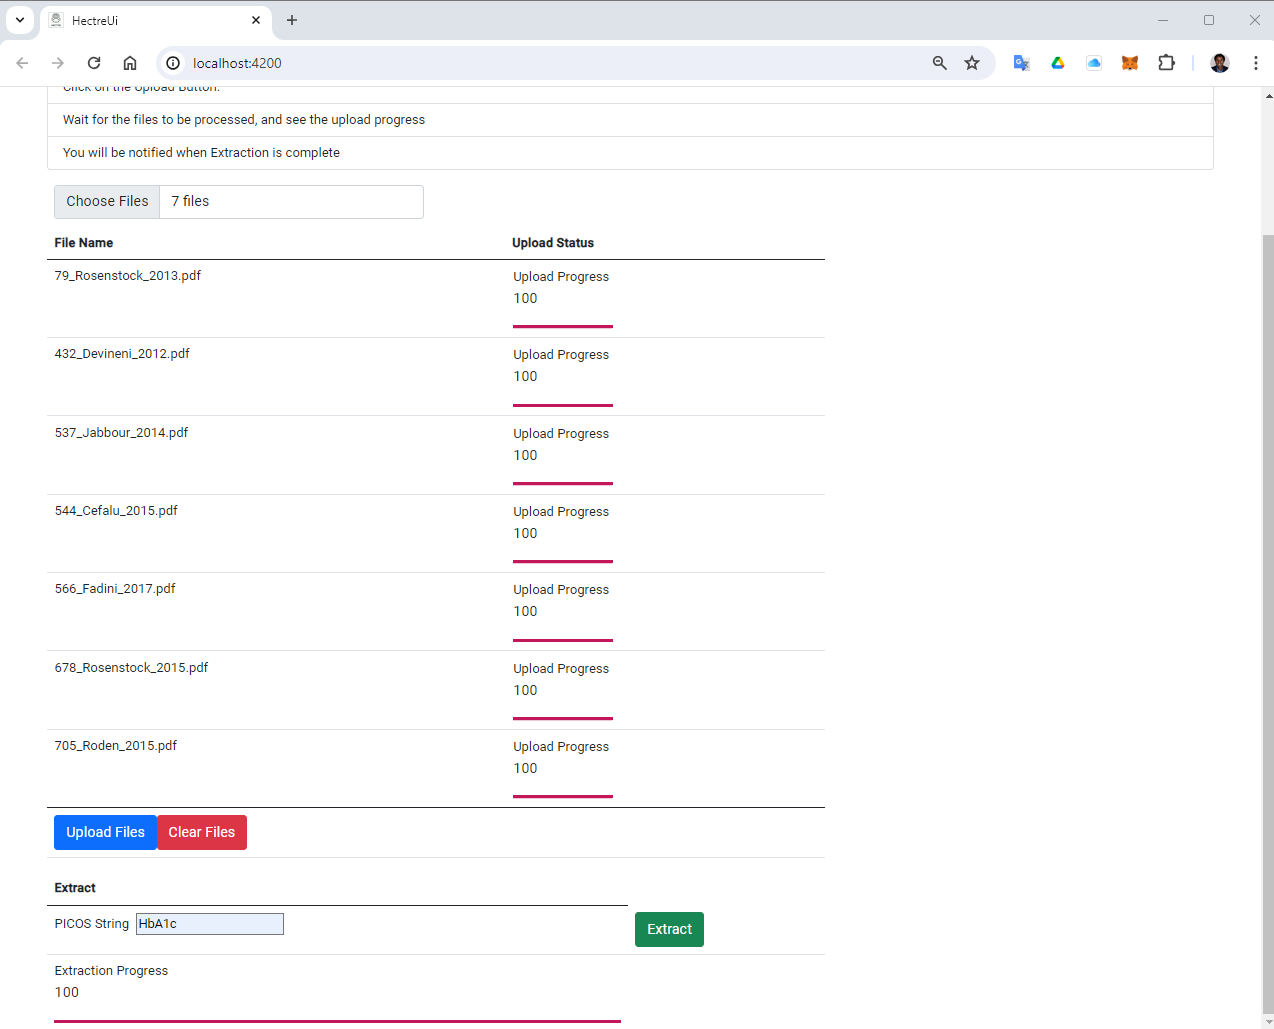 HectreUi
localhost:4200
Click on the Upload Button.
Wait for the files to be processed, and see the upload progress
You will be notified when Extraction is complete
Choose Files 7 files
File Name Upload Status
79_Rosenstock_2013.pdf Upload Progress
100
432_Devineni_2012.pdf Upload Progress
100
537_Jabbour_2014.pdf Upload Progress
100
544_Cefalu_2015.pdf Upload Progress
100
566_Fadini_2017.pdf Upload Progress
100
678_Rosenstock_2015.pdf Upload Progress
100
705_Roden_2015.pdf Upload Progress
100
Upload Files Clear Files
Extract
PICOS String HbA1c Extract
Extraction Progress
100